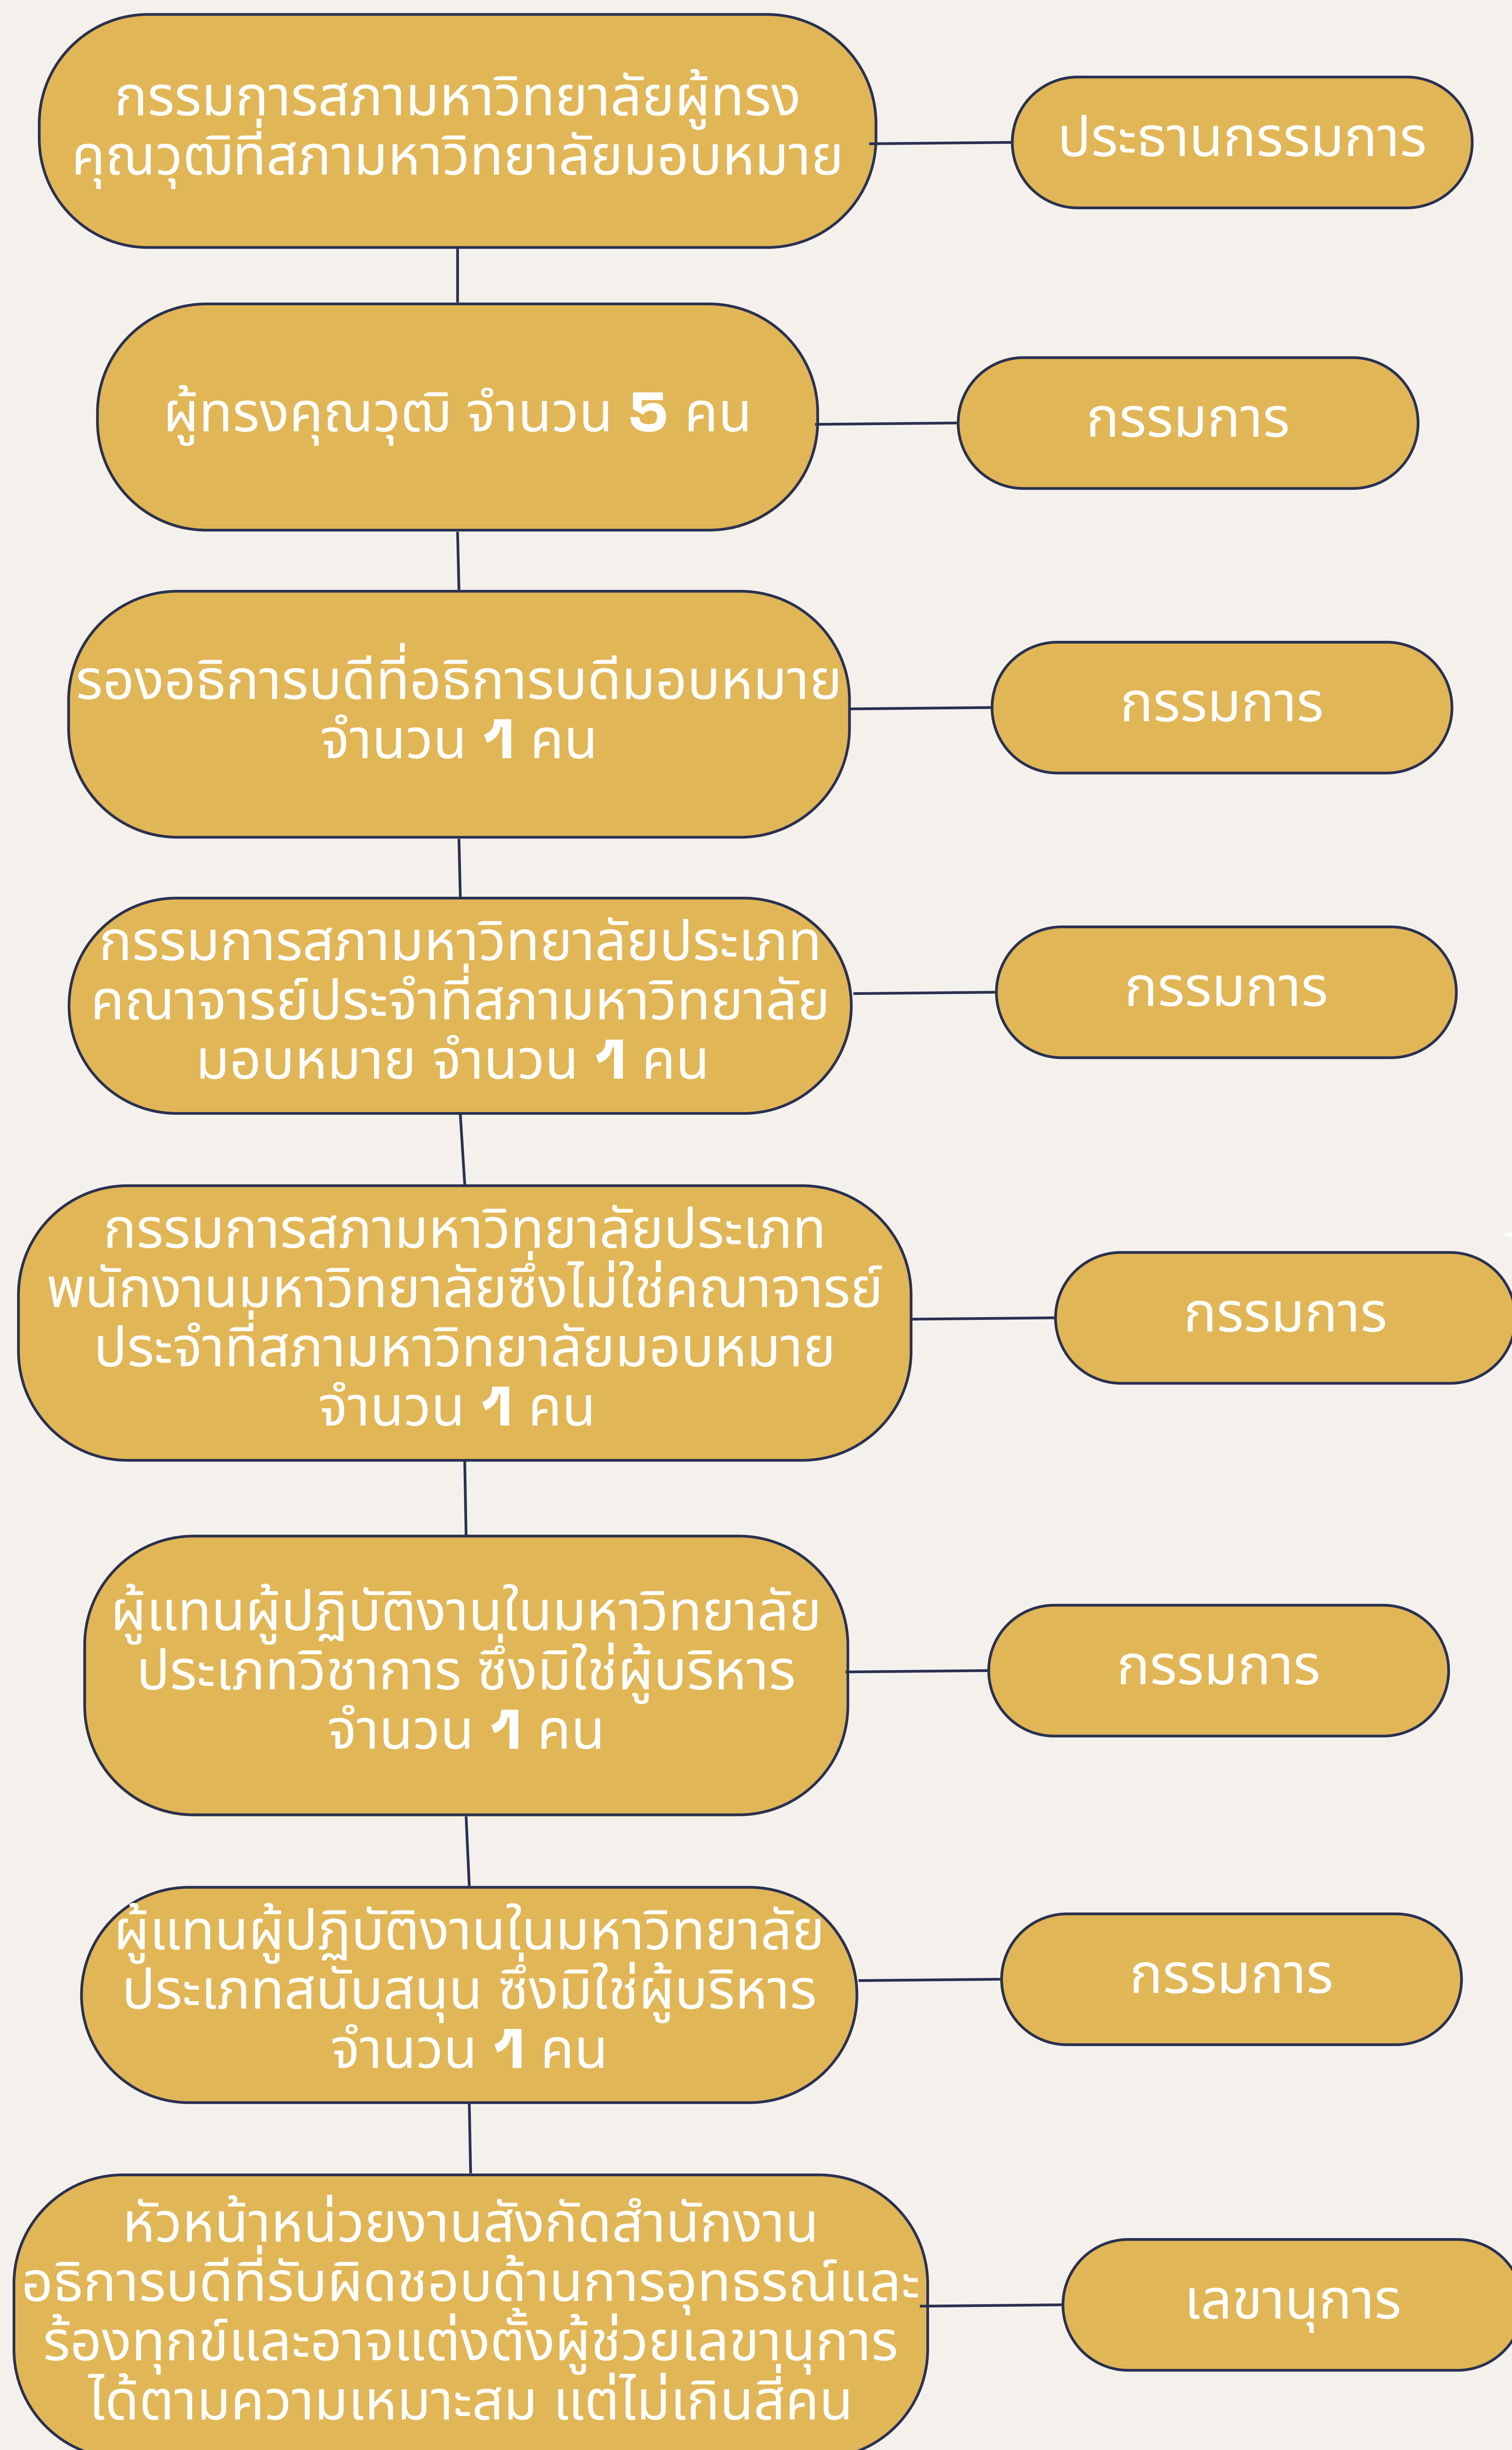 กรรมการสภามหาวิทยาลัยผู้ทรง
คุณวุฒิที่สภามหาวิทยาลัยมอบหมาย
ประธานกรรมการ
ผู้ทรงคุณวุฒิ จำนวน 5 คน
กรรมการ
รองอธิการบดีที่อธิการบดีมอบหมาย
จำนวน 1 คน
กรรมการ
กรรมการสภามหาวิทยาลัยประเภท
คณาจารย์ประจำที่สภามหาวิทยาลัย
มอบหมาย จำนวน 1 คน
กรรมการ
กรรมการสภามหาวิทยาลัยประเภท
พนักงานมหาวิทยาลัยซึ่งไม่ใช่คณาจารย์
ประจำที่สภามหาวิทยาลัยมอบหมาย
จำนวน 1 คน
กรรมการ
ผู้แทนผู้ปฏิบัติงานในมหาวิทยาลัย
ประเภทวิชาการ ซึ่งมิใช่ผู้บริหาร
จำนวน 1 คน
กรรมการ
ผู้แทนผู้ปฏิบัติงานในมหาวิทยาลัย
ประเภทสนับสนุน ซึ่งมิใช่ผู้บริหาร
จำนวน 1 คน
กรรมการ
หัวหน้าหน่วยงานสังกัดสำนักงาน
อธิการบดีที่รับผิดชอบด้านการอุทธรณ์และ
ร้องทุกข์และอาจแต่งตั้งผู้ช่วยเลขานุการ
ได้ตามความเหมาะสม แต่ไม่เกินสี่คน
เลขานุการ